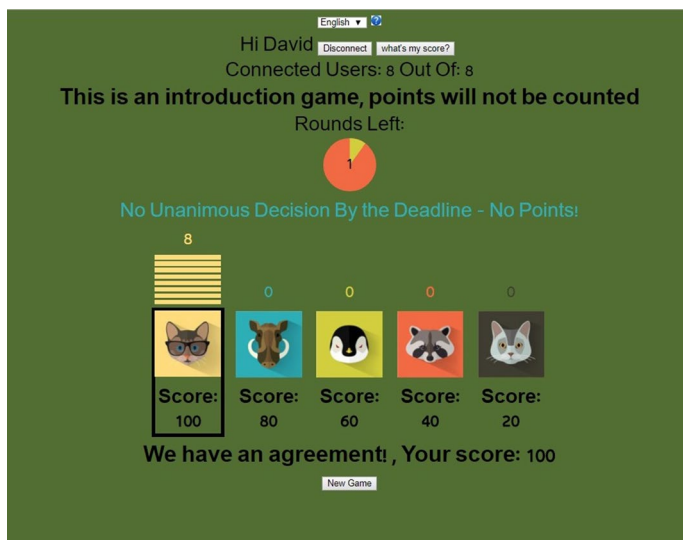 English
Hi David Disconnect what's my score?
Connected Users: 8 Out Of: 8
This is an introduction game, points will not be counted
Rounds Left:
1
No Unanimous Decision By the Deadline - No Points!
8 0 0 0 0
Score: Score: Score: Score: Score:
100 80 60 40 20
We have an agreement! , Your score: 100
New Game